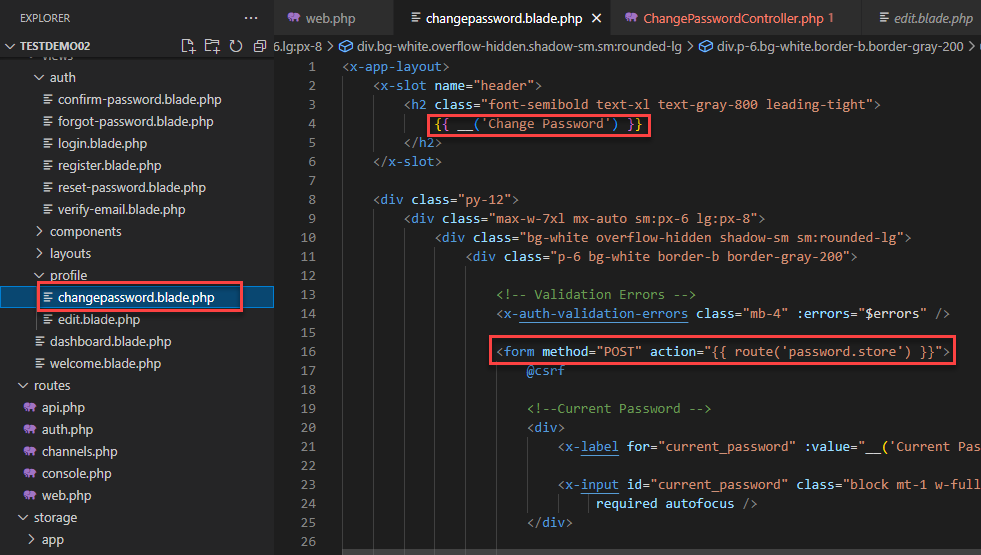 EXPLORER
...
TESTDEMO02
views
auth
confirm-password.blade.php
forgot-password.blade.php
login.blade.php
register.blade.php
reset-password.blade.php
verify-email.blade.php
components
layouts
profile
changepassword.blade.php
edit.blade.php
dashboard.blade.php
welcome.blade.php
routes
api.php
auth.php
channels.php
console.php
web.php
storage
app
web.php
changepassword.blade.php
ChangePasswordController.php 1
edit.blade.php
6.lg:px-8 > div.bg-white.overflow-hidden.shadow-sm.sm:rounded-lg > div.p-6.bg-white.border-b.border-gray-200 >
1 <x-app-layout>
2 <x-slot name="header">
3 <h2 class="font-semibold text-xl text-gray-800 leading-tight">
4 {{ __('Change Password') }}
5 </h2>
6 </x-slot>
7
8 <div class="py-12">
9 <div class="max-w-7xl mx-auto sm:px-6 lg:px-8">
10 <div class="bg-white overflow-hidden shadow-sm sm:rounded-lg">
11 <div class="p-6 bg-white border-b border-gray-200">
12
13 <!-- Validation Errors -->
14 <x-auth-validation-errors class="mb-4" :errors="$errors" />
15
16 <form method="POST" action="{{ route('password.store') }}">
17 @csrf
18
19 <!--Current Password -->
20 <div>
21 <x-label for="current_password" :value="__('Current Pas
22
23 <x-input id="current_password" class="block mt-1 w-full
24 required autofocus />
25 </div>
26